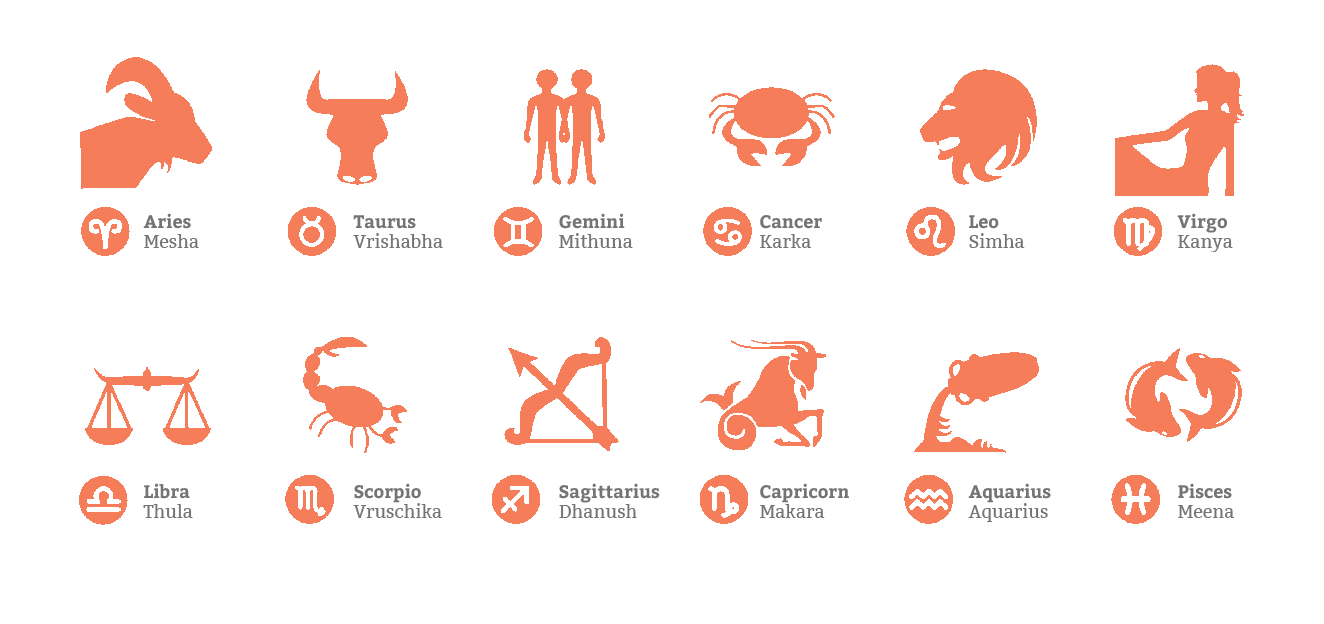 Aries
Mesha
Taurus
Vrishabha
Gemini
Mithuna
Cancer
Karka
Leo
Simha
Virgo
Kanya
Libra
Thula
Scorpio
Vruschika
Sagittarius
Dhanush
Capricorn
Makara
Aquarius
Aquarius
Pisces
Meena